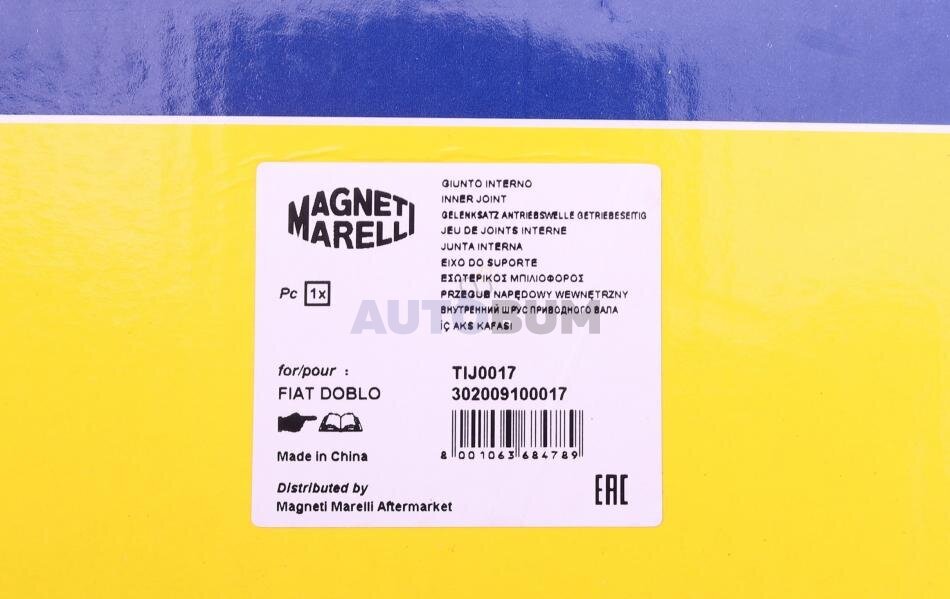 MAGNETI
MARELLI
GIUNTO INTERNO
INNER JOINT
GELENKSATZ ANTRIEBSWELLE GETRIEBESEITIG
JEU DE JOINTS INTERNE
JUNTA INTERNA
EIXO DO SUPORTE
ΕΣΩΤΕΡΙΚΟΣ ΜΠΙΛΙΟΦΟΡΟΣ
PRZEGUB NAPĘDOWY WEWNĘTRZNY
ВНУТРЕННИЙ ШРУС ПРИВОДНОГО ВАЛА
İÇ AKS KAFASI
Pc 1x
AUTOBUM
for/pour :
FIAT DOBLO
TIJ0017
302009100017
8 001063 684789
Made in China
Distributed by
Magneti Marelli Aftermarket
EAC